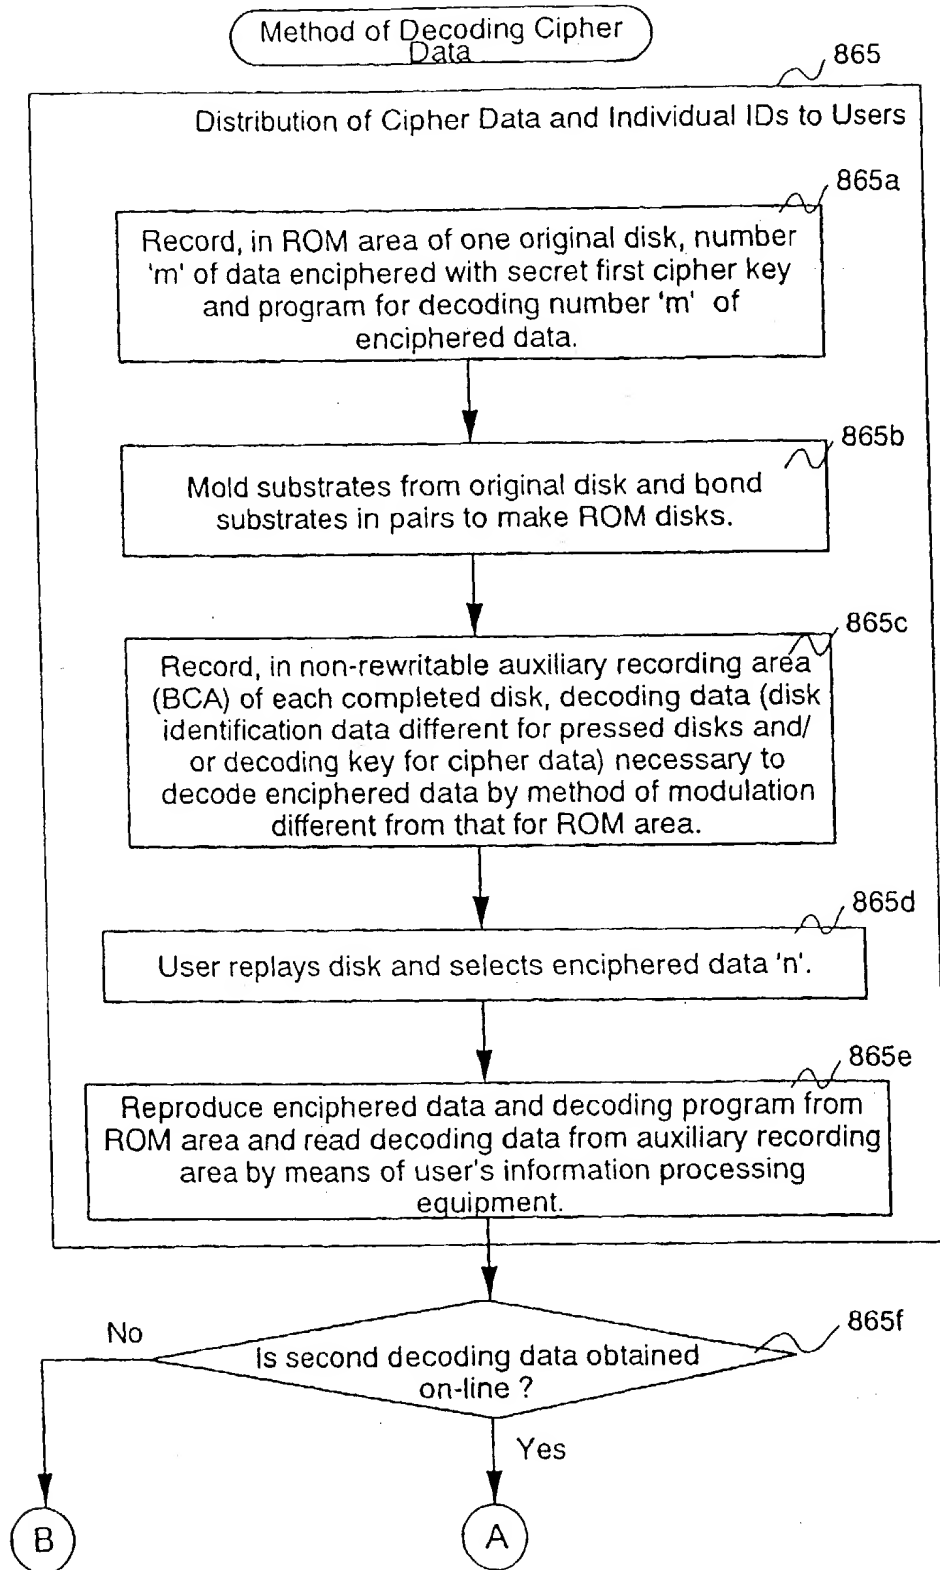 Method of Decoding Cipher
Data
865
Distribution of Cipher Data and Individual IDs to Users
865a
Record, in ROM area of one original disk, number
'm' of data enciphered with secret first cipher key
and program for decoding number 'm' of
enciphered data.
865b
Mold substrates from original disk and bond
substrates in pairs to make ROM disks.
865c
Record, in non-rewritable auxiliary recording area
(BCA) of each completed disk, decoding data (disk
identification data different for pressed disks and/
or decoding key for cipher data) necessary to
decode enciphered data by method of modulation
different from that for ROM area.
865d
User replays disk and selects enciphered data 'n'.
865e
Reproduce enciphered data and decoding program from
ROM area and read decoding data from auxiliary recording
area by means of user's information processing
equipment.
865f
No
Is second decoding data obtained
on-line ?
Yes
B
A